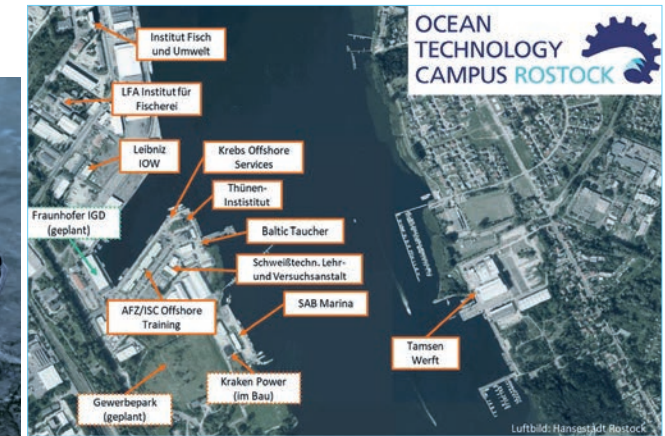 OCEAN
TECHNOLOGY
CAMPUS ROSTOCK
Institut Fisch
und Umwelt
LFA Institut für
Fischerei
Leibniz
IOW
Krebs Offshore
Services
Thünen-
Instistitut
Fraunhofer IGD
(geplant)
Baltic Taucher
Schweißtechn. Lehr-
und Versuchsanstalt
AFZ/ISC Offshore
Training
SAB Marina
Tamsen
Werft
Kraken Power
(im Bau)
Gewerbepark
(geplant)
Luftbild: Hansestadt Rostock